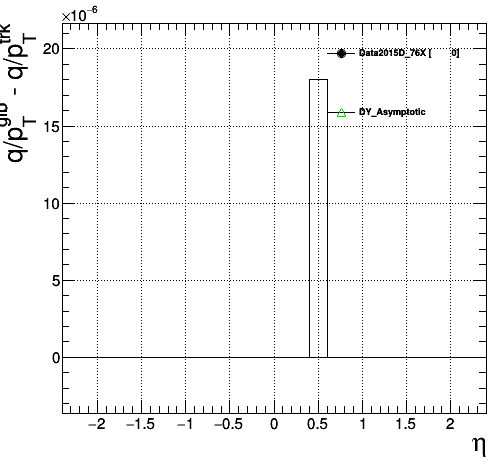 ×10⁻⁶
q/p_T^glb - q/p_T^trk
20
15
10
5
0
Data2015D_76X [ 0]
DY_Asymptotic
−2 −1.5 −1 −0.5 0 0.5 1 1.5 2
η